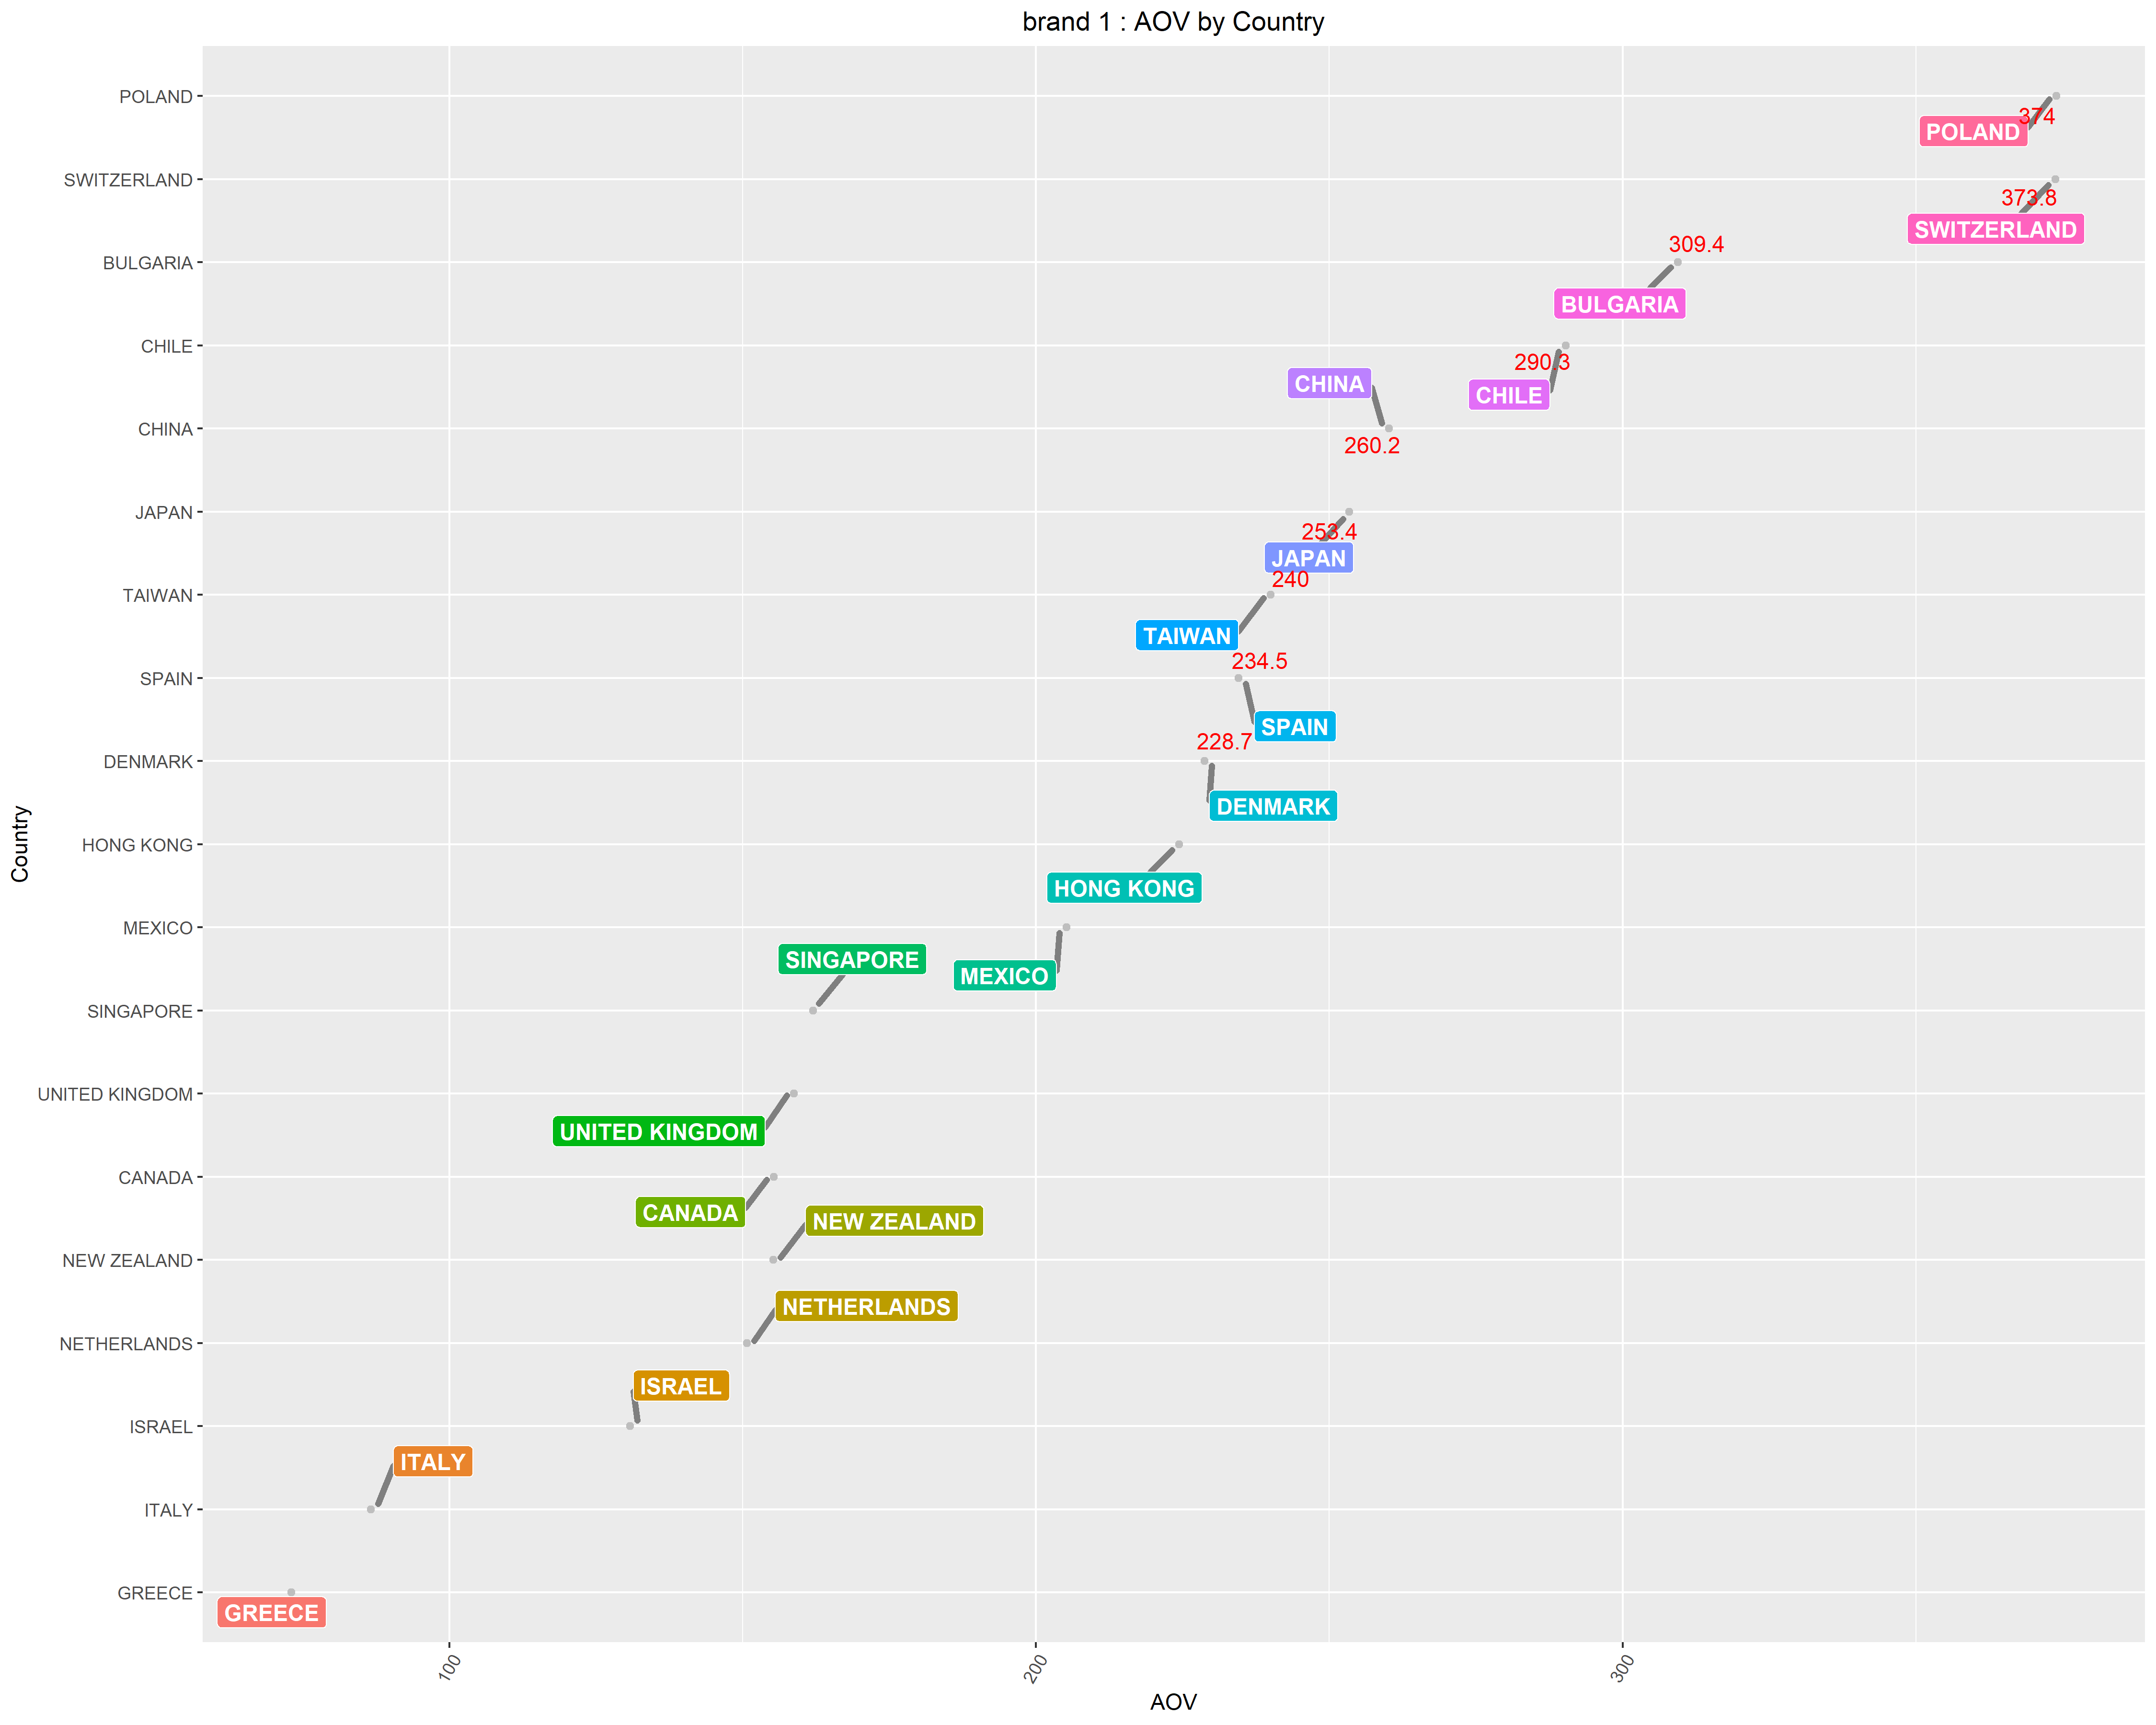 brand 1 : AOV by Country
POLAND
374
POLAND
SWITZERLAND
373.8
SWITZERLAND
309.4
BULGARIA
BULGARIA
CHILE
290.3
CHINA
CHILE
CHINA
260.2
JAPAN
253.4
JAPAN
240
TAIWAN
TAIWAN
234.5
SPAIN
SPAIN
228.7
DENMARK
DENMARK
HONG KONG
Country
HONG KONG
MEXICO
SINGAPORE
MEXICO
SINGAPORE
UNITED KINGDOM
UNITED KINGDOM
CANADA
CANADA
NEW ZEALAND
NEW ZEALAND
NETHERLANDS
NETHERLANDS
ISRAEL
ISRAEL
ITALY
ITALY
GREECE
GREECE
100
200
300
AOV